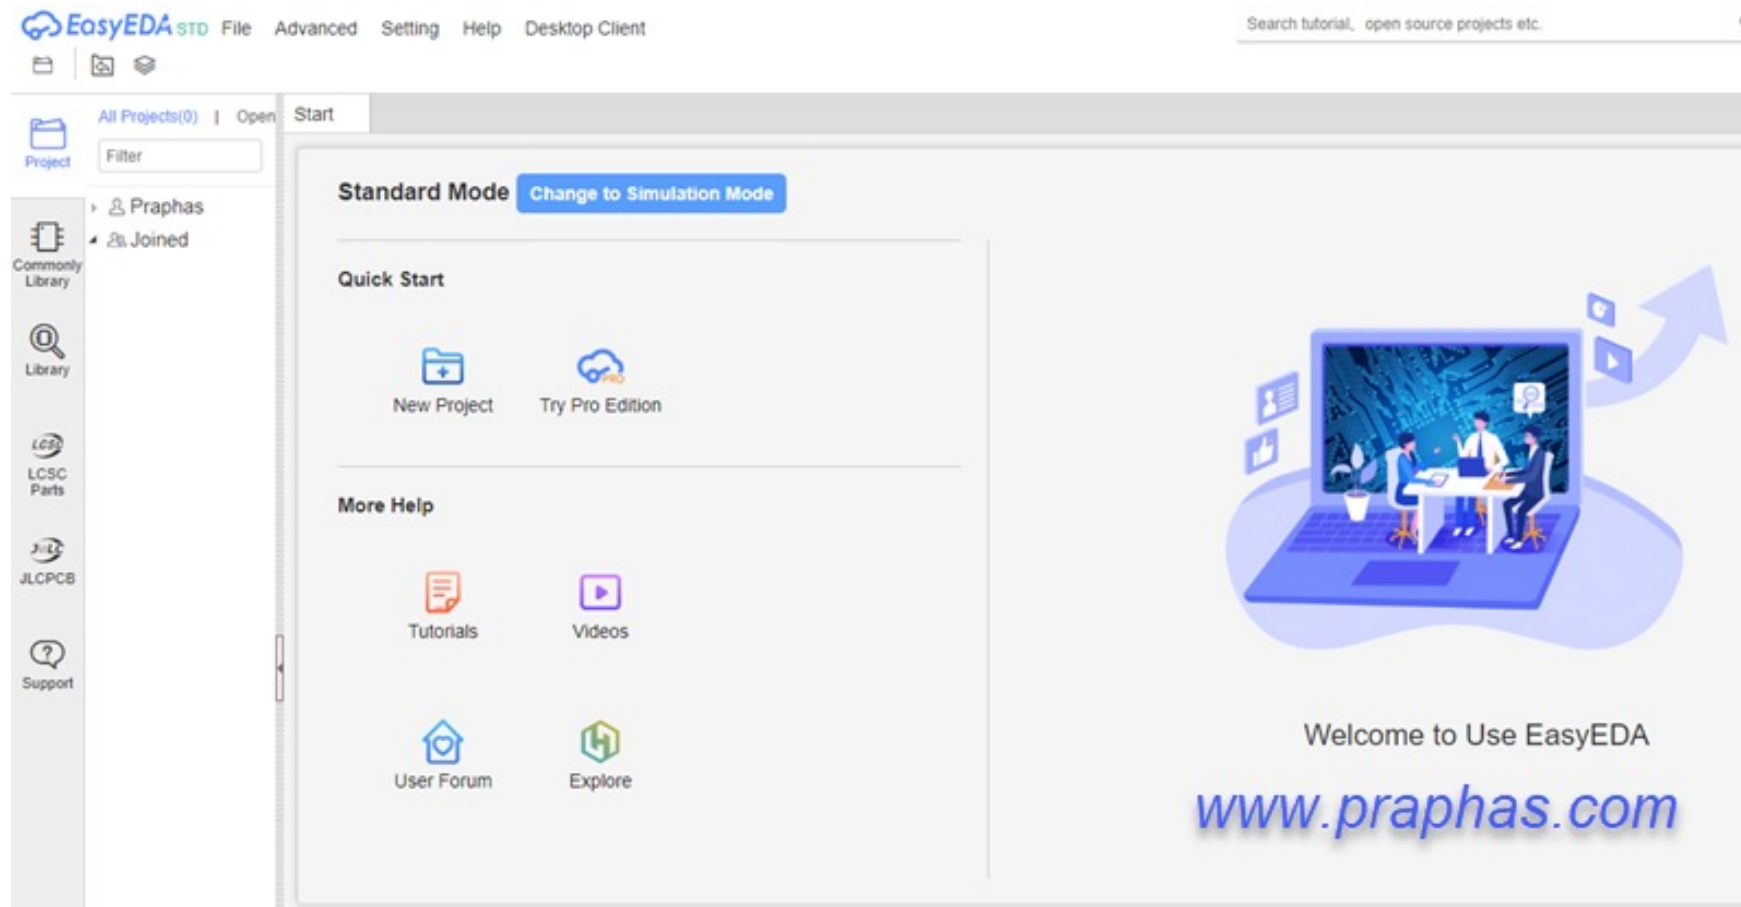 EasyEDA STD File Advanced Setting Help Desktop Client
Search tutorial, open source projects etc.
All Projects(0) | Open
Start
Project
Filter
Standard Mode Change to Simulation Mode
Praphas
Joined
Commonly
Library
Quick Start
Library
New Project
PRO
Try Pro Edition
LCSC
LCSC
Parts
More Help
JLCPCB
Tutorials
Videos
Support
User Forum
Explore
Welcome to Use EasyEDA
www.praphas.com